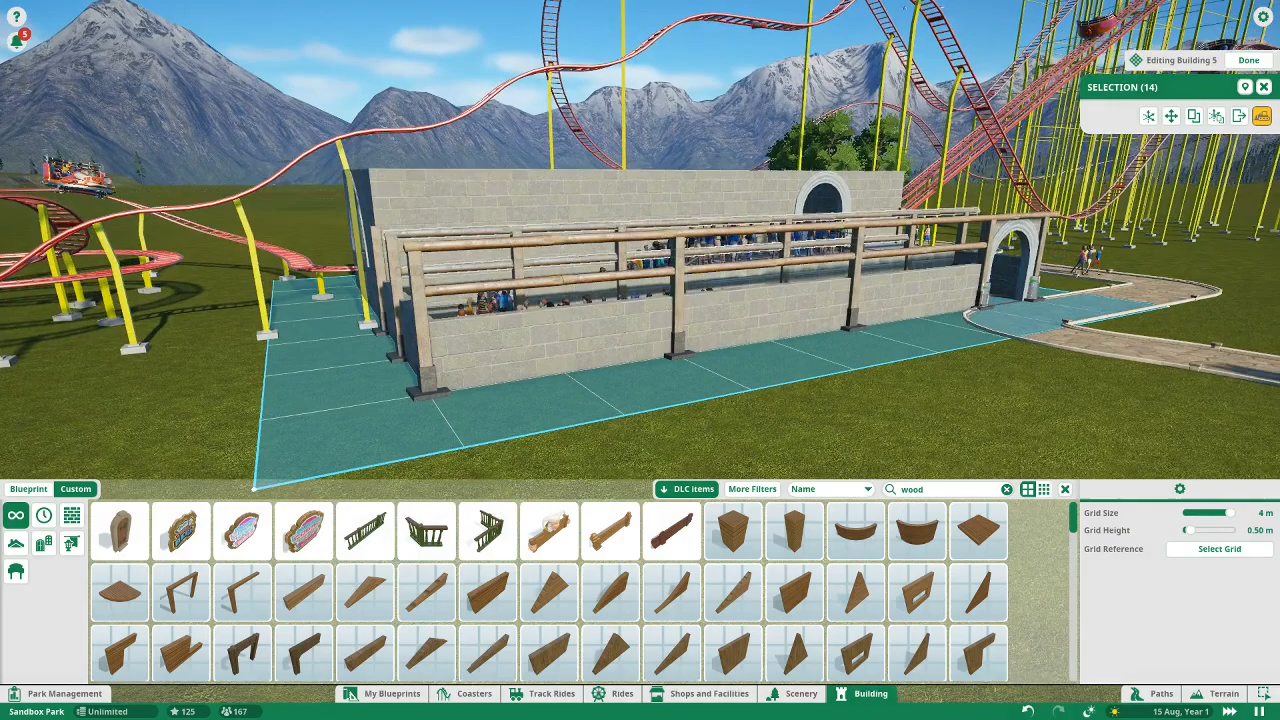 ?
5
Editing Building 5 Done
SELECTION (14)
Blueprint Custom
DLC items More Filters Name wood
Grid Size 4 m
Grid Height 0.50 m
Grid Reference Select Grid
Park Management My Blueprints Coasters Track Rides Rides Shops and Facilities Scenery Building Paths Terrain
Sandbox Park Unlimited 125 167 15 Aug, Year 1